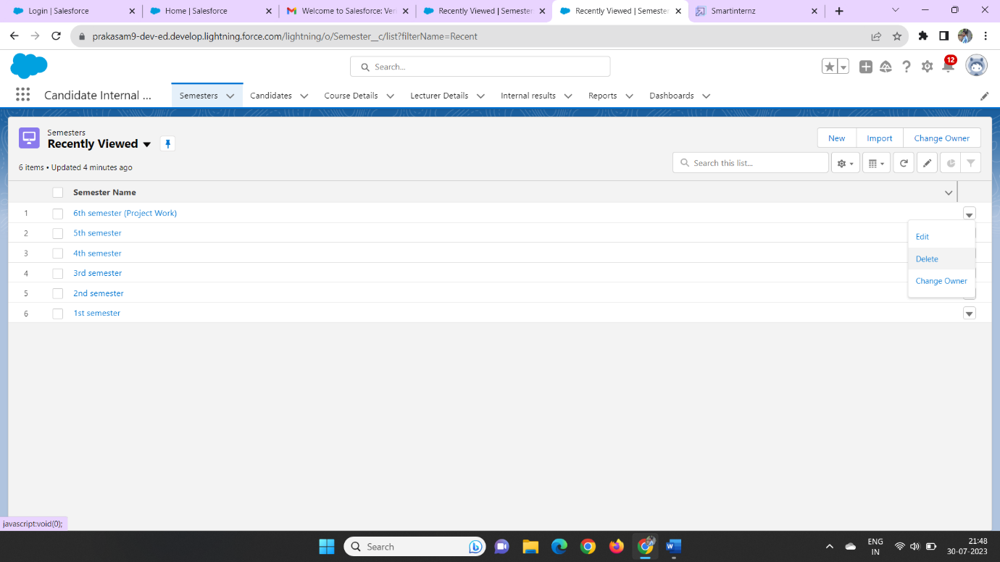 Login | Salesforce
Home | Salesforce
Welcome to Salesforce: Ver
Recently Viewed | Semester
Recently Viewed | Semester
Smartinternz
prakasam9-dev-ed.develop.lightning.force.com/lightning/o/Semester__c/list?filterName=Recent
Search...
12
Candidate Internal ...
Semesters
Candidates
Course Details
Lecturer Details
Internal results
Reports
Dashboards
Semesters
Recently Viewed
New
Import
Change Owner
6 items • Updated 4 minutes ago
Search this list...
Semester Name
1 6th semester (Project Work)
2 5th semester
3 4th semester
4 3rd semester
5 2nd semester
6 1st semester
Edit
Delete
Change Owner
javascript:void(0);
Search
ENG
IN
21:48
30-07-2023